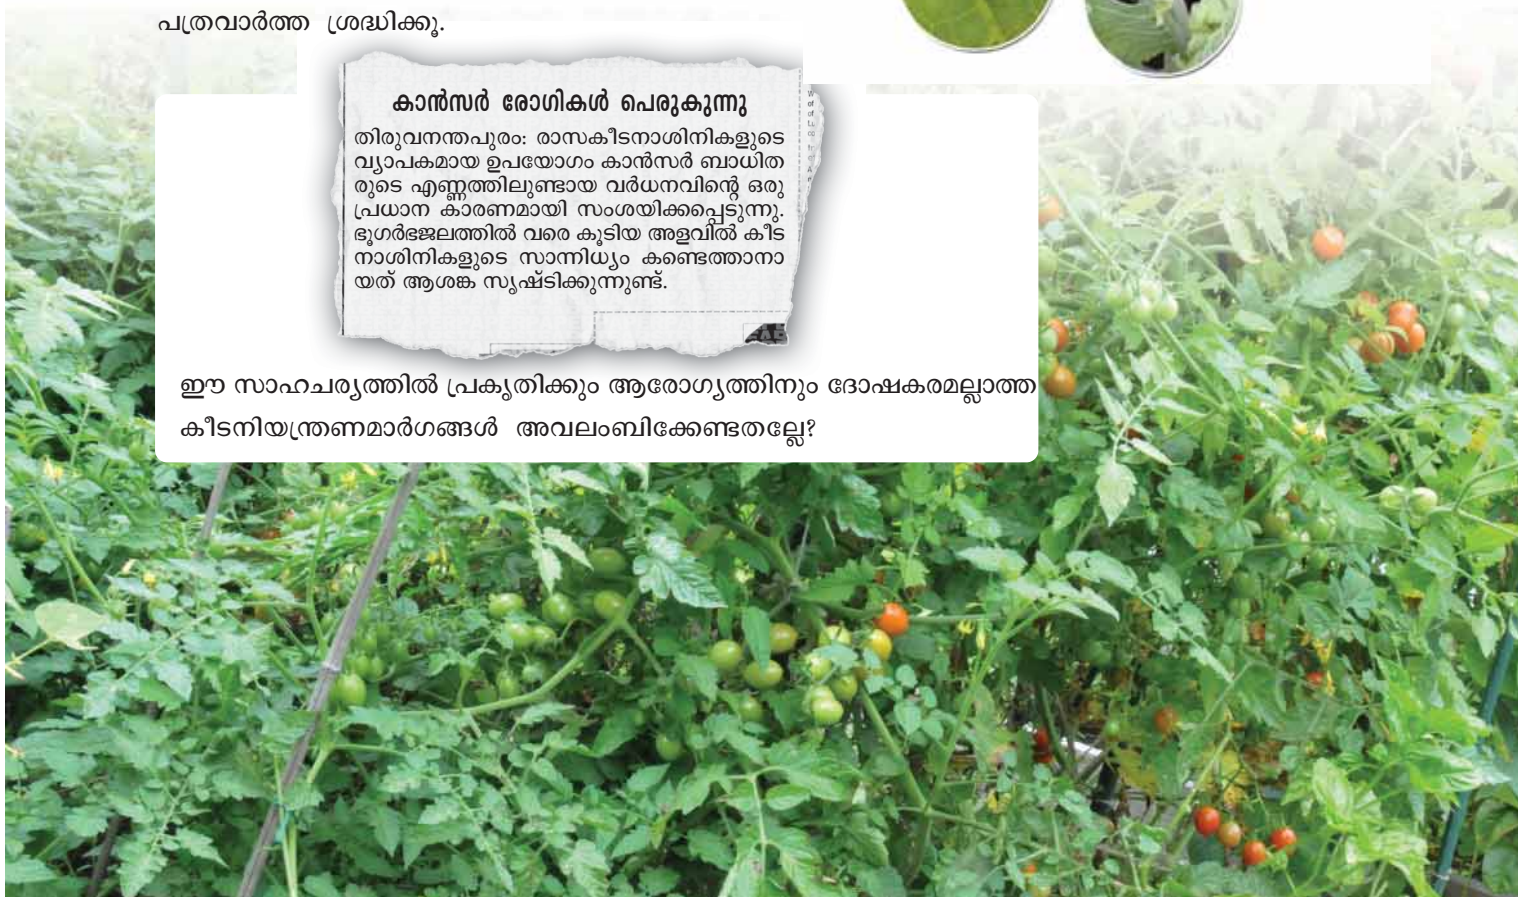 പത്രവാർത്ത ശ്രദ്ധിക്കൂ.
കാൻസർ രോഗികൾ പെരുകുന്നു
തിരുവനന്തപുരം: രാസകീടനാശിനികളുടെ
വ്യാപകമായ ഉപയോഗം കാൻസർ ബാധിത
രുടെ എണ്ണത്തിലുണ്ടായ വർധനവിന്റെ ഒരു
പ്രധാന കാരണമായി സംശയിക്കപ്പെടുന്നു.
ഭൂഗർഭജലത്തിൽ വരെ കൂടിയ അളവിൽ കീട
നാശിനികളുടെ സാന്നിധ്യം കണ്ടെത്താനാ
യത് ആശങ്ക സൃഷ്ടിക്കുന്നുണ്ട്.
ഈ സാഹചര്യത്തിൽ പ്രകൃതിക്കും ആരോഗ്യത്തിനും ദോഷകരമല്ലാത്ത
കീടനിയന്ത്രണമാർഗങ്ങൾ അവലംബിക്കേണ്ടതല്ലേ?